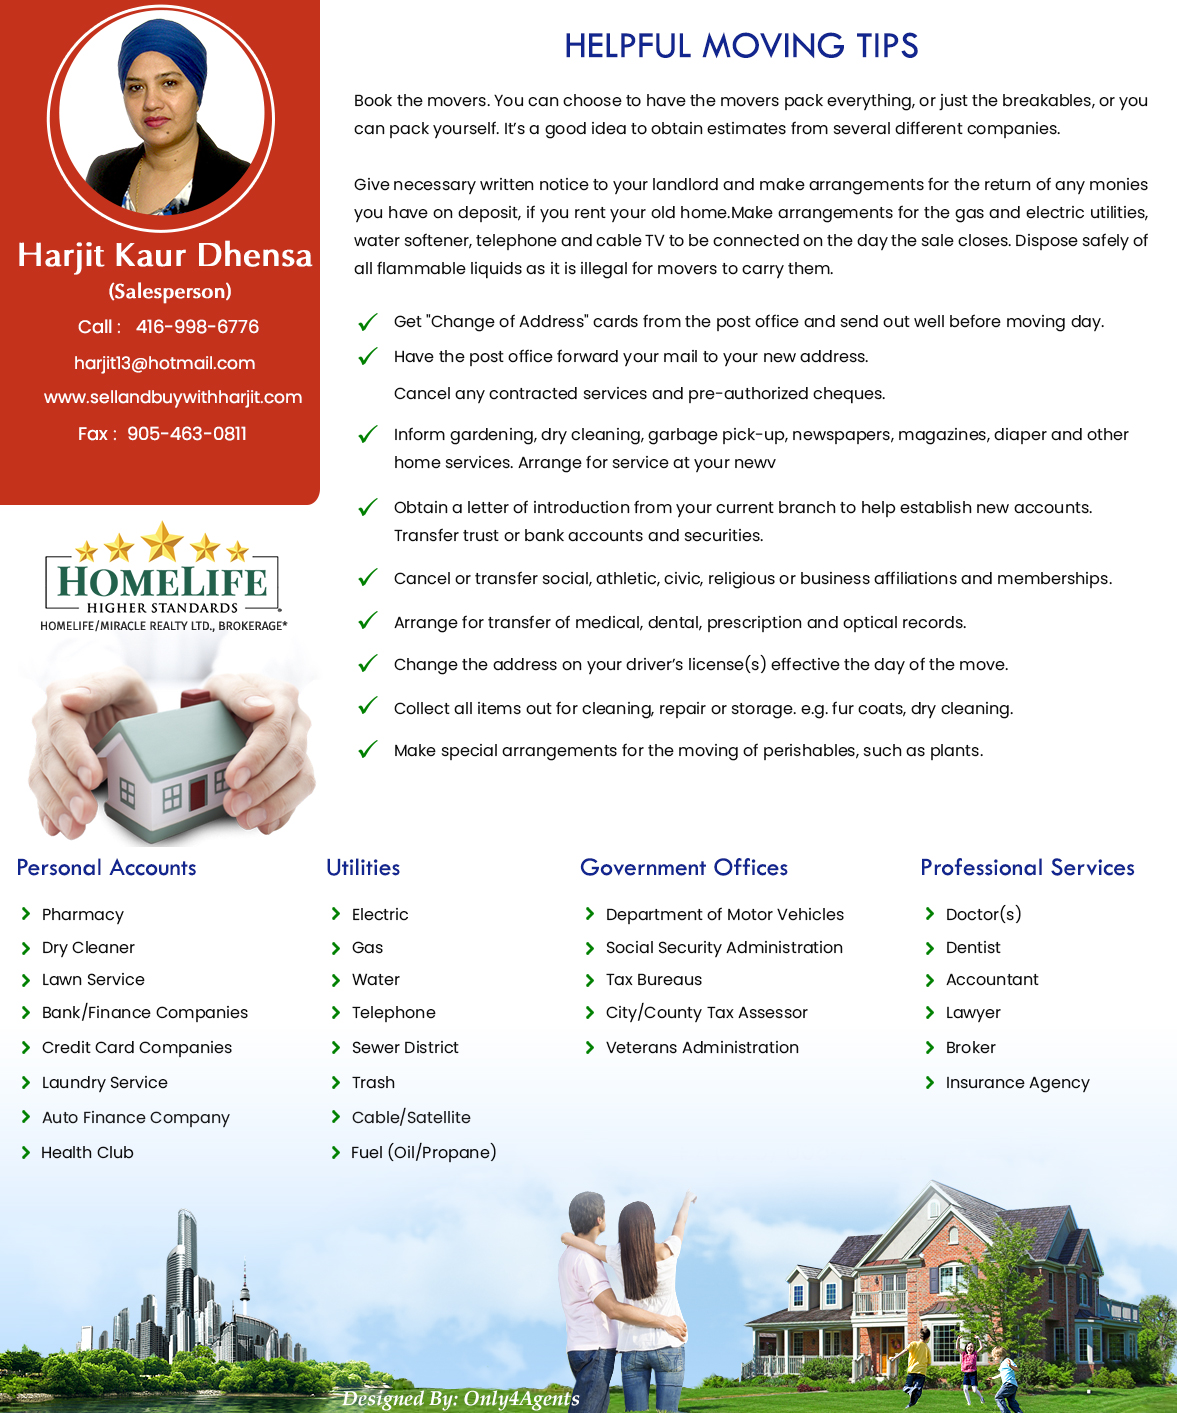 Harjit Kaur Dhensa
(Salesperson)
Call : 416-998-6776
harjit13@hotmail.com
www.sellandbuywithharjit.com
Fax : 905-463-0811
HOMELIFE
HIGHER STANDARDS
HOMELIFE/MIRACLE REALTY LTD., BROKERAGE*
HELPFUL MOVING TIPS
Book the movers. You can choose to have the movers pack everything, or just the breakables, or you
can pack yourself. It's a good idea to obtain estimates from several different companies.
Give necessary written notice to your landlord and make arrangements for the return of any monies
you have on deposit, if you rent your old home.Make arrangements for the gas and electric utilities,
water softener, telephone and cable TV to be connected on the day the sale closes. Dispose safely of
all flammable liquids as it is illegal for movers to carry them.
Get "Change of Address" cards from the post office and send out well before moving day.
Have the post office forward your mail to your new address.
Cancel any contracted services and pre-authorized cheques.
Inform gardening, dry cleaning, garbage pick-up, newspapers, magazines, diaper and other
home services. Arrange for service at your newv
Obtain a letter of introduction from your current branch to help establish new accounts.
Transfer trust or bank accounts and securities.
Cancel or transfer social, athletic, civic, religious or business affiliations and memberships.
Arrange for transfer of medical, dental, prescription and optical records.
Change the address on your driver's license(s) effective the day of the move.
Collect all items out for cleaning, repair or storage. e.g. fur coats, dry cleaning.
Make special arrangements for the moving of perishables, such as plants.
Personal Accounts
Pharmacy
Dry Cleaner
Lawn Service
Bank/Finance Companies
Credit Card Companies
Laundry Service
Auto Finance Company
Health Club
Utilities
Electric
Gas
Water
Telephone
Sewer District
Trash
Cable/Satellite
Fuel (Oil/Propane)
Government Offices
Department of Motor Vehicles
Social Security Administration
Tax Bureaus
City/County Tax Assessor
Veterans Administration
Professional Services
Doctor(s)
Dentist
Accountant
Lawyer
Broker
Insurance Agency
Designed By: Only4Agents